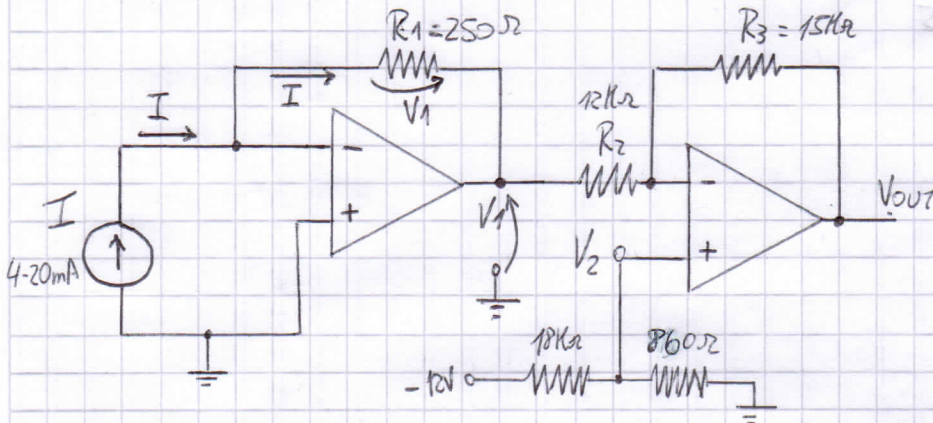 R1=250Ω
R3=15KΩ
I
V1
12KΩ
R2
I
-
+
V1
-
+
VOUT
V2
I
4-20mA
18KΩ
860Ω
-12V